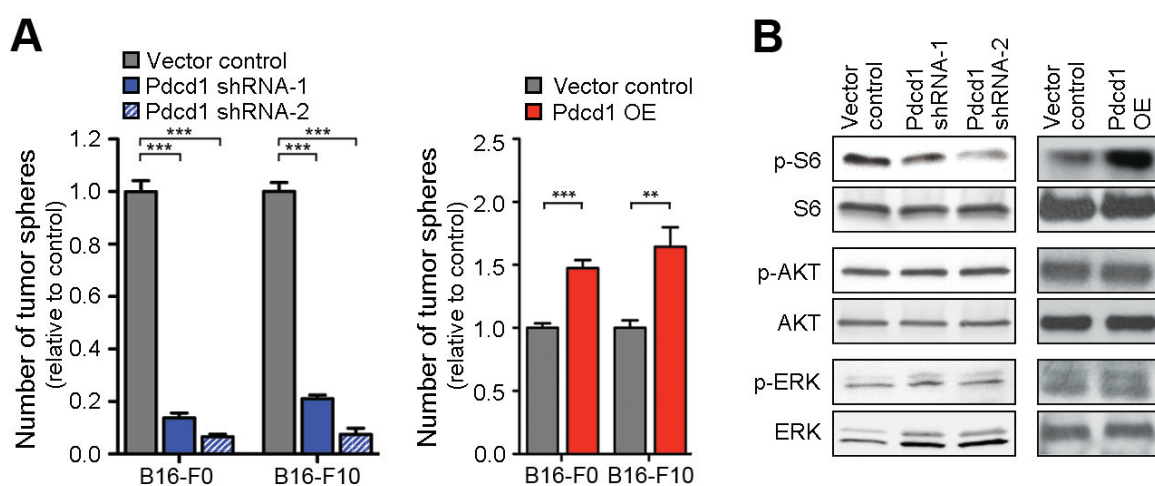 A
Vector control
Pdcd1 shRNA-1
Pdcd1 shRNA-2
Number of tumor spheres
(relative to control)
1.2
1.0
0.8
0.6
0.4
0.2
0.0
***
***
***
***
B16-F0
B16-F10
Vector control
Pdcd1 OE
Number of tumor spheres
(relative to control)
2.5
2.0
1.5
1.0
0.5
0.0
***
**
B16-F0
B16-F10
B
Vector
control
Pdcd1
shRNA-1
Pdcd1
shRNA-2
Vector
control
Pdcd1
OE
p-S6
S6
p-AKT
AKT
p-ERK
ERK